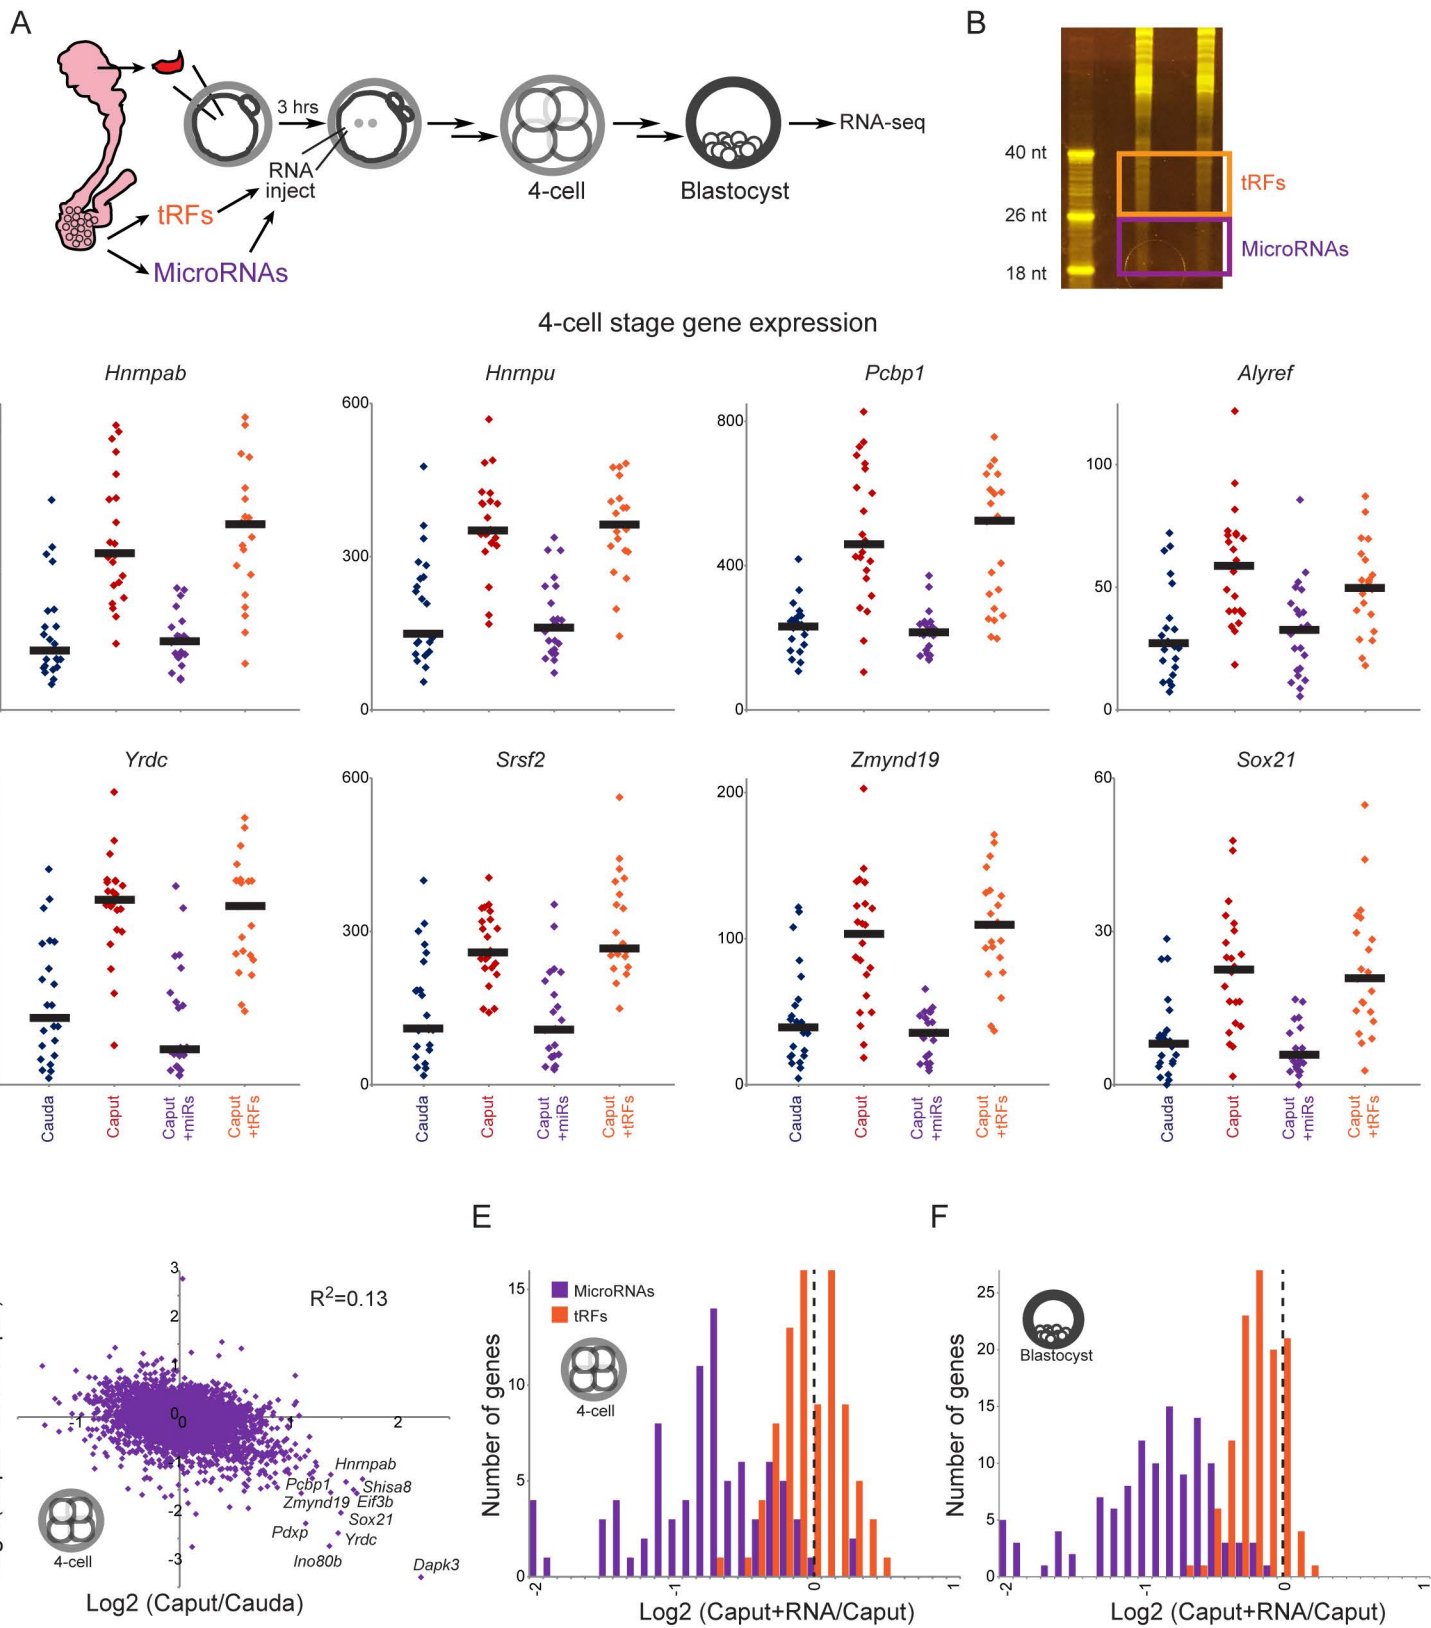 A
B
3 hrs
RNA
inject
tRFs
MicroRNAs
4-cell
Blastocyst
RNA-seq
40 nt
26 nt
18 nt
tRFs
MicroRNAs
4-cell stage gene expression
Hnrnpab
Hnrnpu
Pcbp1
Alyref
600
300
0
800
400
0
100
50
0
Yrdc
Srsf2
Zmynd19
Sox21
600
300
0
200
100
0
60
30
0
Cauda
Caput
Caput
+miRs
Caput
+tRFs
Cauda
Caput
Caput
+miRs
Caput
+tRFs
Cauda
Caput
Caput
+miRs
Caput
+tRFs
Cauda
Caput
Caput
+miRs
Caput
+tRFs
3
2
1
0
-1
-2
-3
-1
0
1
2
R2=0.13
Hnrnpab
Pcbp1
Shisa8
Zmynd19
Eif3b
Sox21
Pdxp
Yrdc
Ino80b
Dapk3
4-cell
Log2 (Caput/Cauda)
E
Number of genes
15
10
5
0
MicroRNAs
tRFs
4-cell
-2
-1
0
1
Log2 (Caput+RNA/Caput)
F
Number of genes
25
20
15
10
5
0
Blastocyst
-2
-1
0
1
Log2 (Caput+RNA/Caput)